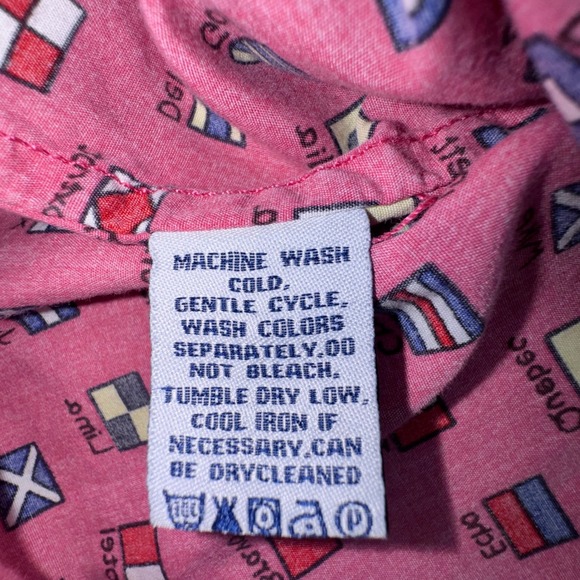 MACHINE WASH
COLD.
GENTLE CYCLE.
WASH COLORS
SEPARATELY.DO
NOT BLEACH.
TUMBLE DRY LOW.
COOL IRON IF
NECESSARY.CAN
BE DRYCLEANED
Lima
Quebec
Echo